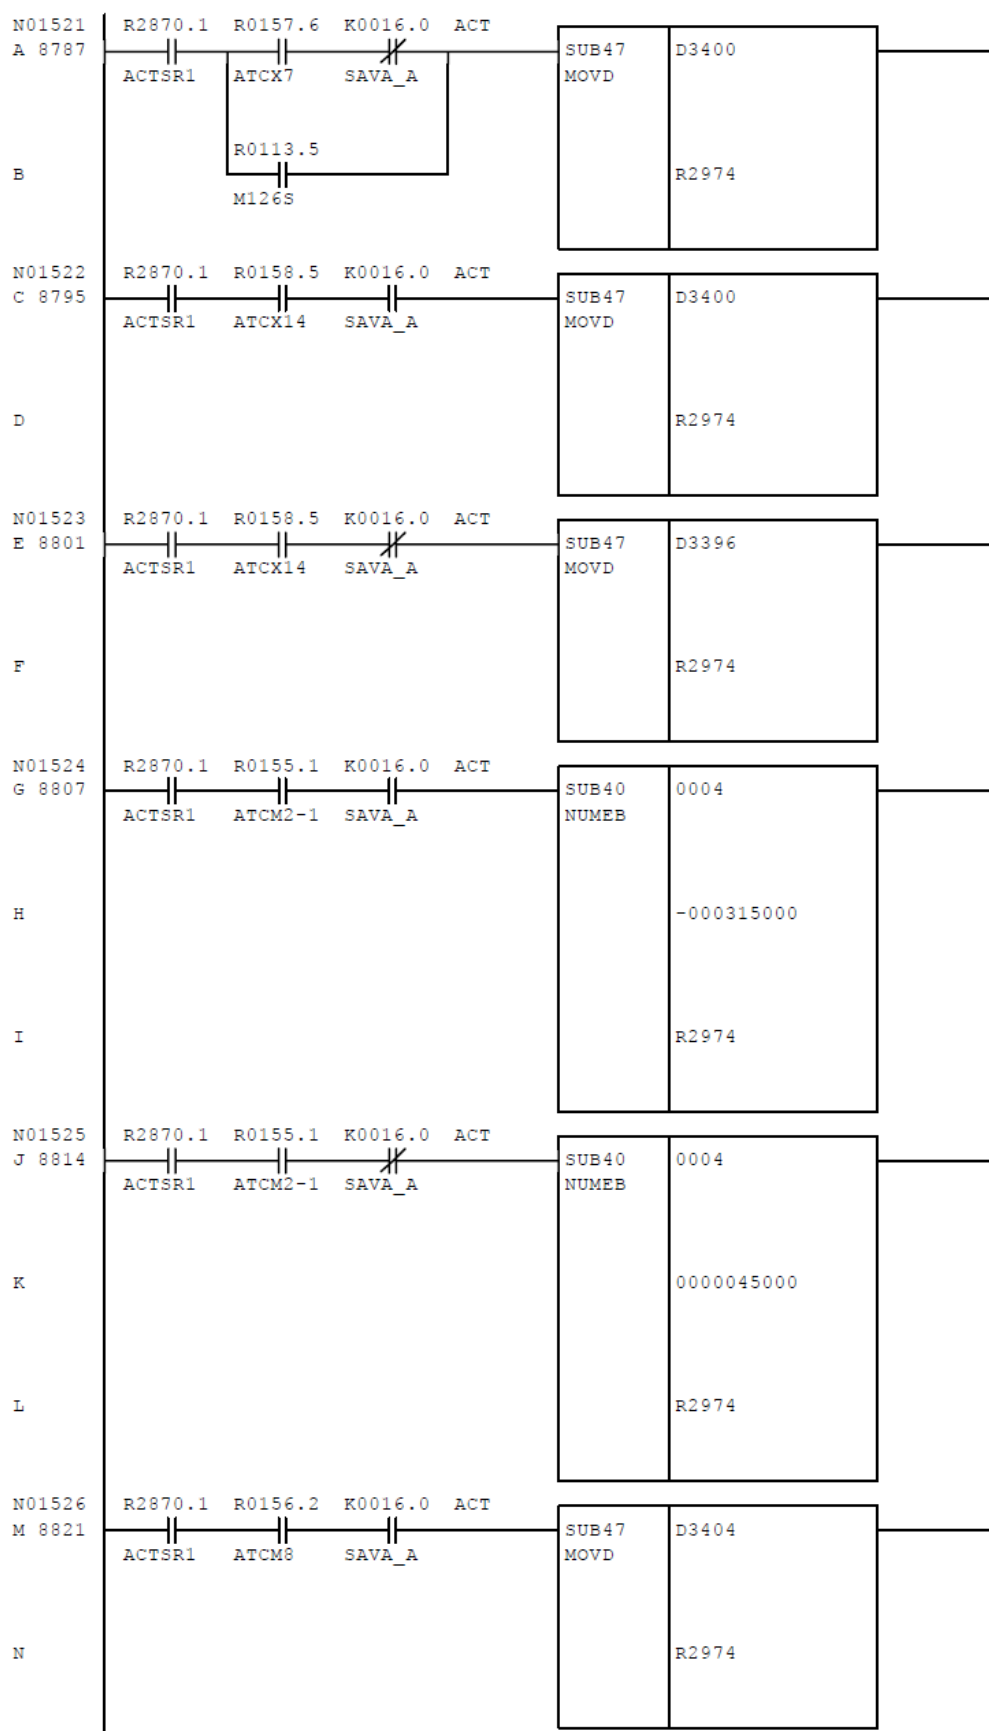 N01521 R2870.1 R0157.6 K0016.0 ACT
A 8787 SUB47 D3400
ACTSR1 ATCX7 SAVA_A MOVD
R0113.5
B R2974
M126S
N01522 R2870.1 R0158.5 K0016.0 ACT
C 8795 SUB47 D3400
ACTSR1 ATCX14 SAVA_A MOVD
D R2974
N01523 R2870.1 R0158.5 K0016.0 ACT
E 8801 SUB47 D3396
ACTSR1 ATCX14 SAVA_A MOVD
F R2974
N01524 R2870.1 R0155.1 K0016.0 ACT
G 8807 SUB40 0004
ACTSR1 ATCM2-1 SAVA_A NUMEB
H -000315000
I R2974
N01525 R2870.1 R0155.1 K0016.0 ACT
J 8814 SUB40 0004
ACTSR1 ATCM2-1 SAVA_A NUMEB
K 0000045000
L R2974
N01526 R2870.1 R0156.2 K0016.0 ACT
M 8821 SUB47 D3404
ACTSR1 ATCM8 SAVA_A MOVD
N R2974